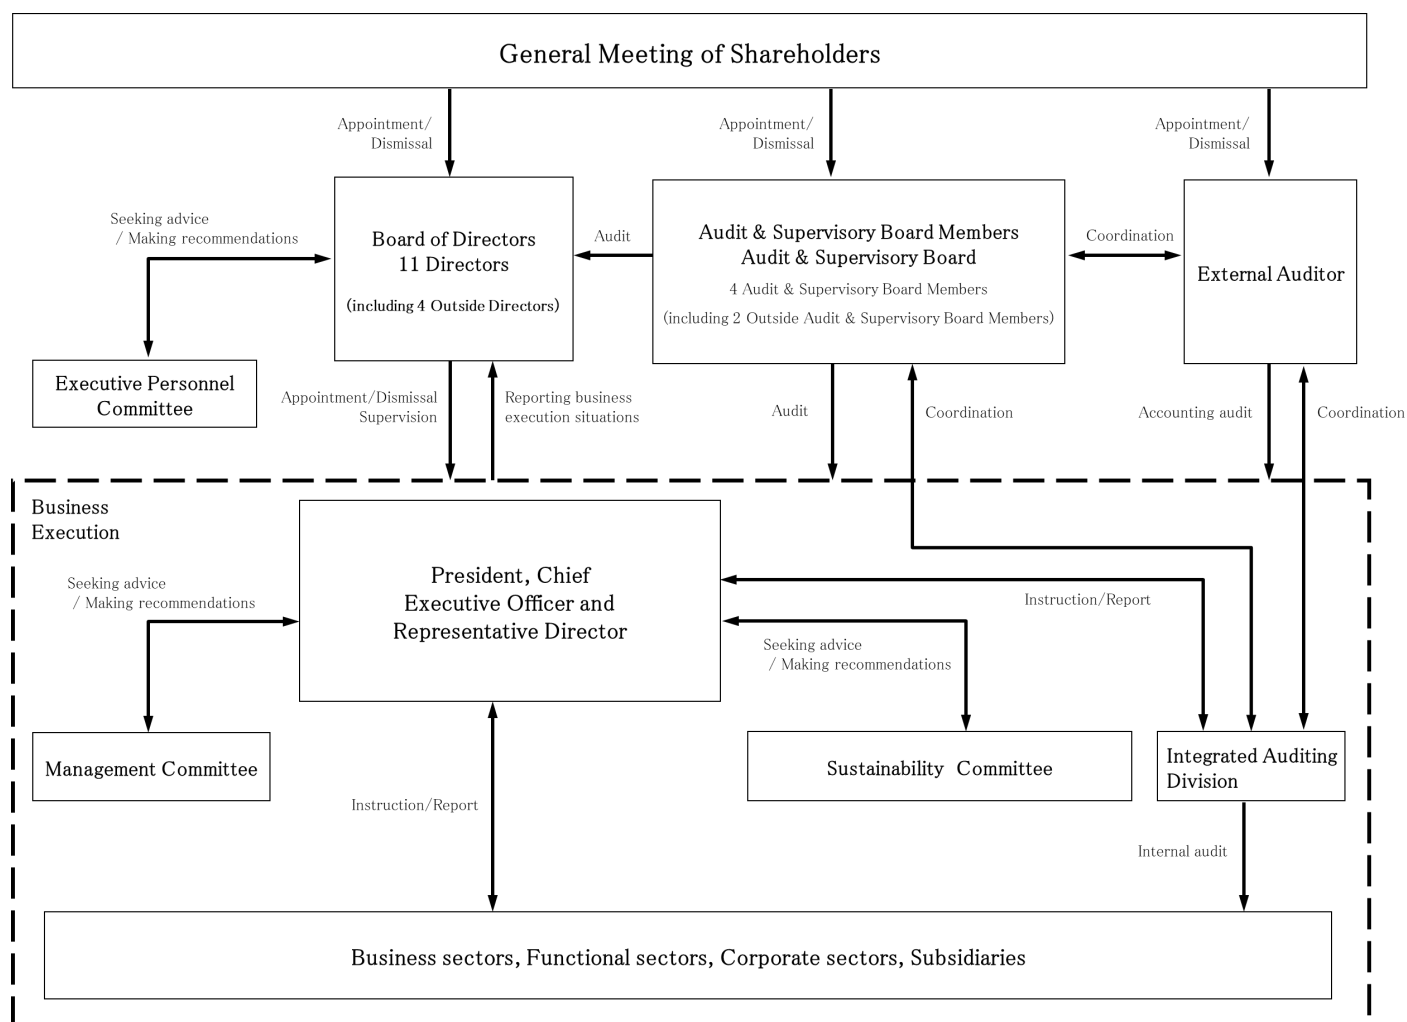 General Meeting of Shareholders
Appointment/
Dismissal
Appointment/
Dismissal
Appointment/
Dismissal
Seeking advice
/ Making recommendations
Board of Directors
11 Directors
(including 4 Outside Directors)
Audit
Audit & Supervisory Board Members
Audit & Supervisory Board
4 Audit & Supervisory Board Members
(including 2 Outside Audit & Supervisory Board Members)
Coordination
External Auditor
Executive Personnel
Committee
Appointment/Dismissal
Supervision
Reporting business
execution situations
Audit
Coordination
Accounting audit
Coordination
Business
Execution
President, Chief
Executive Officer and
Representative Director
Seeking advice
/ Making recommendations
Instruction/Report
Seeking advice
/ Making recommendations
Management Committee
Sustainability Committee
Integrated Auditing
Division
Instruction/Report
Internal audit
Business sectors, Functional sectors, Corporate sectors, Subsidiaries